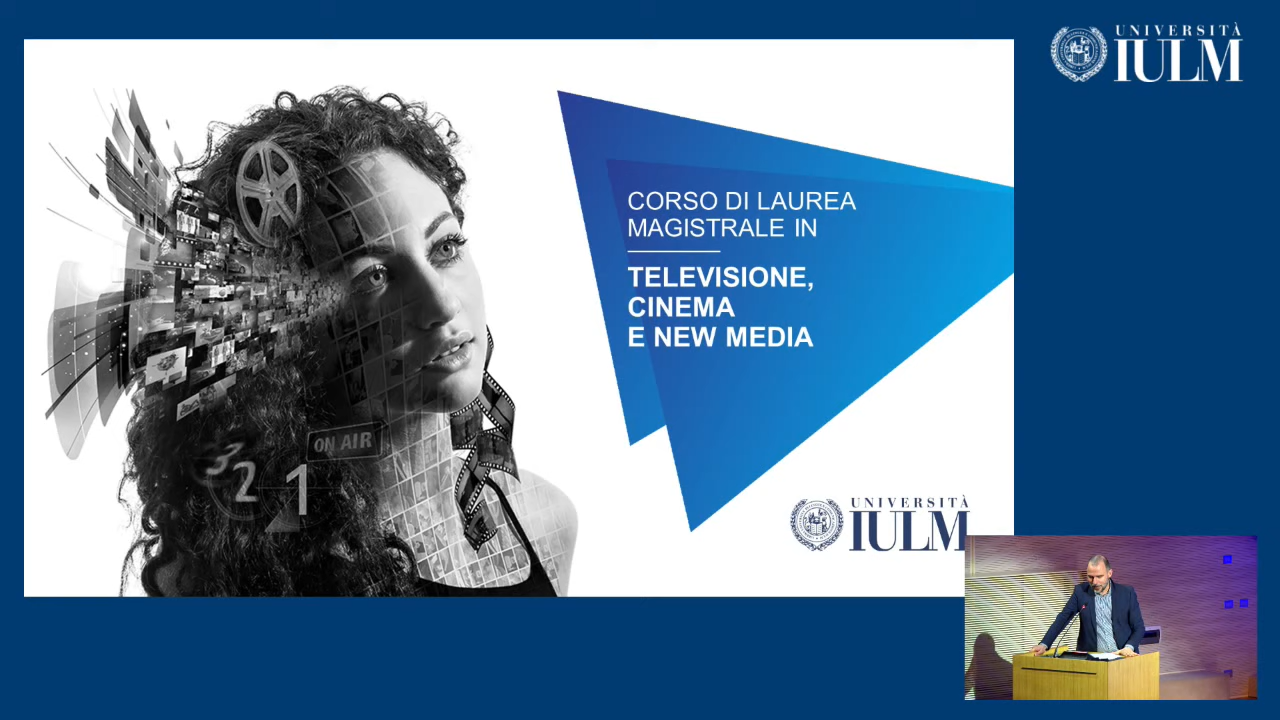 UNIVERSITÀ
IULM
CORSO DI LAUREA
MAGISTRALE IN
TELEVISIONE,
CINEMA
E NEW MEDIA
ON AIR
3
2
1
UNIVERSITÀ
IULM